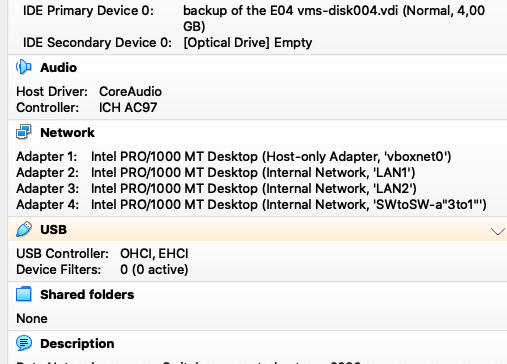 IDE Primary Device 0: backup of the E04 vms-disk004.vdi (Normal, 4,00
GB)
IDE Secondary Device 0: [Optical Drive] Empty
Audio
Host Driver: CoreAudio
Controller: ICH AC97
Network
Adapter 1: Intel PRO/1000 MT Desktop (Host-only Adapter, 'vboxnet0')
Adapter 2: Intel PRO/1000 MT Desktop (Internal Network, 'LAN1')
Adapter 3: Intel PRO/1000 MT Desktop (Internal Network, 'LAN2')
Adapter 4: Intel PRO/1000 MT Desktop (Internal Network, 'SWtoSW-a"3to1"')
USB
USB Controller: OHCI, EHCI
Device Filters: 0 (0 active)
Shared folders
None
Description